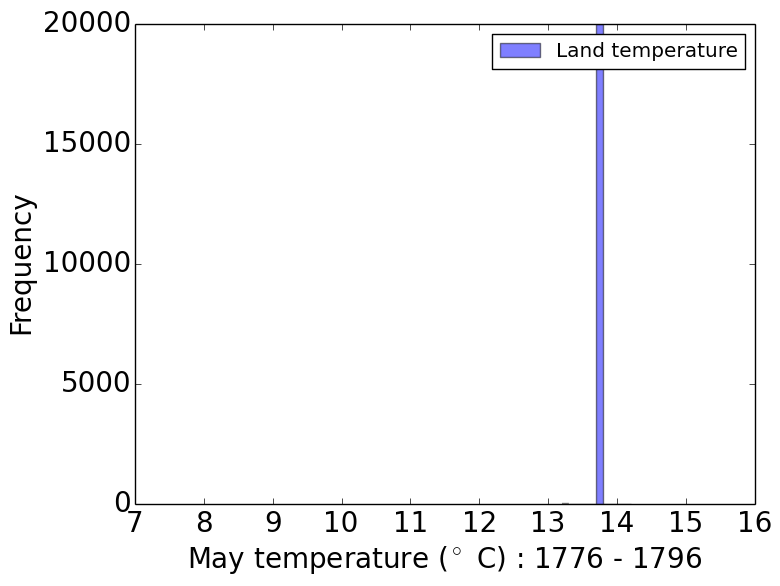 20000
Land temperature
15000
Frequency
10000
5000
0
7 8 9 10 11 12 13 14 15 16
May temperature (° C) : 1776 - 1796